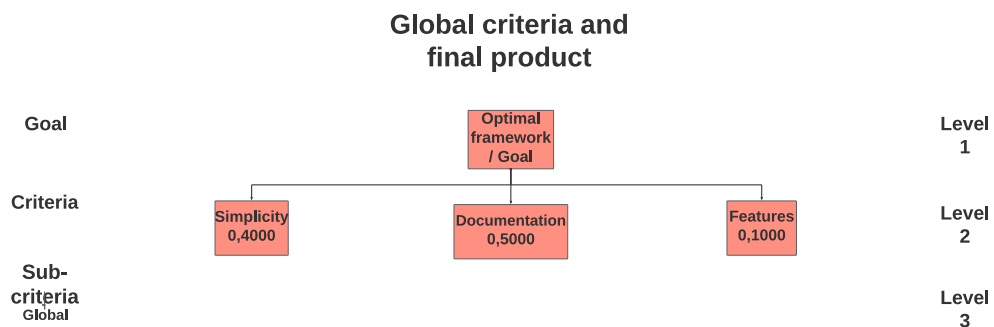 Global criteria and
final product
Goal
Optimal
framework
/ Goal
Level
1
Criteria
Simplicity
0,4000
Documentation
0,5000
Features
0,1000
Level
2
Sub-
criteria
/
Global
Level
3